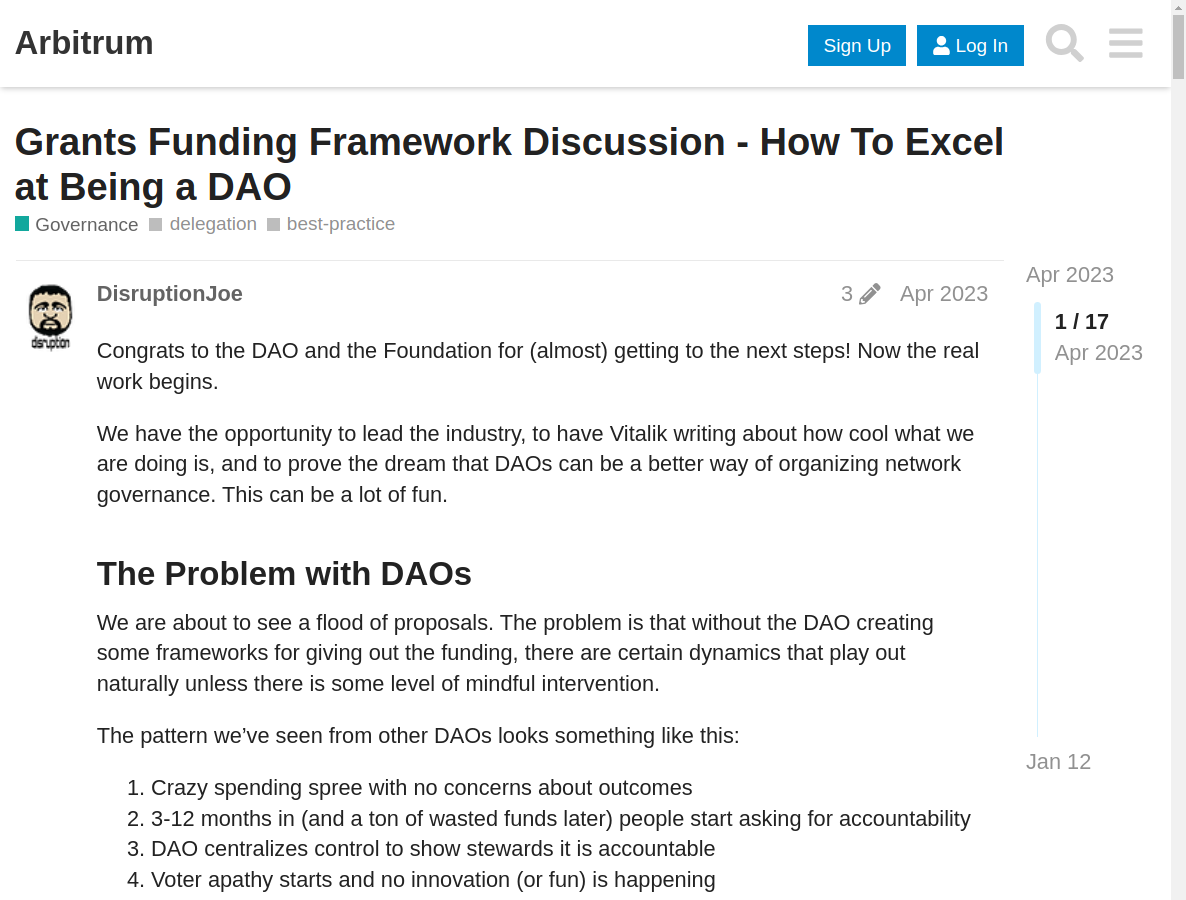 Arbitrum
Sign Up
Log In
Grants Funding Framework Discussion - How To Excel
at Being a DAO
Governance delegation best-practice
DisruptionJoe
3
Apr 2023
disruption
Congrats to the DAO and the Foundation for (almost) getting to the next steps! Now the real
work begins.
We have the opportunity to lead the industry, to have Vitalik writing about how cool what we
are doing is, and to prove the dream that DAOs can be a better way of organizing network
governance. This can be a lot of fun.
The Problem with DAOs
We are about to see a flood of proposals. The problem is that without the DAO creating
some frameworks for giving out the funding, there are certain dynamics that play out
naturally unless there is some level of mindful intervention.
The pattern we’ve seen from other DAOs looks something like this:
1. Crazy spending spree with no concerns about outcomes
2. 3-12 months in (and a ton of wasted funds later) people start asking for accountability
3. DAO centralizes control to show stewards it is accountable
4. Voter apathy starts and no innovation (or fun) is happening
Apr 2023
1 / 17
Apr 2023
Jan 12